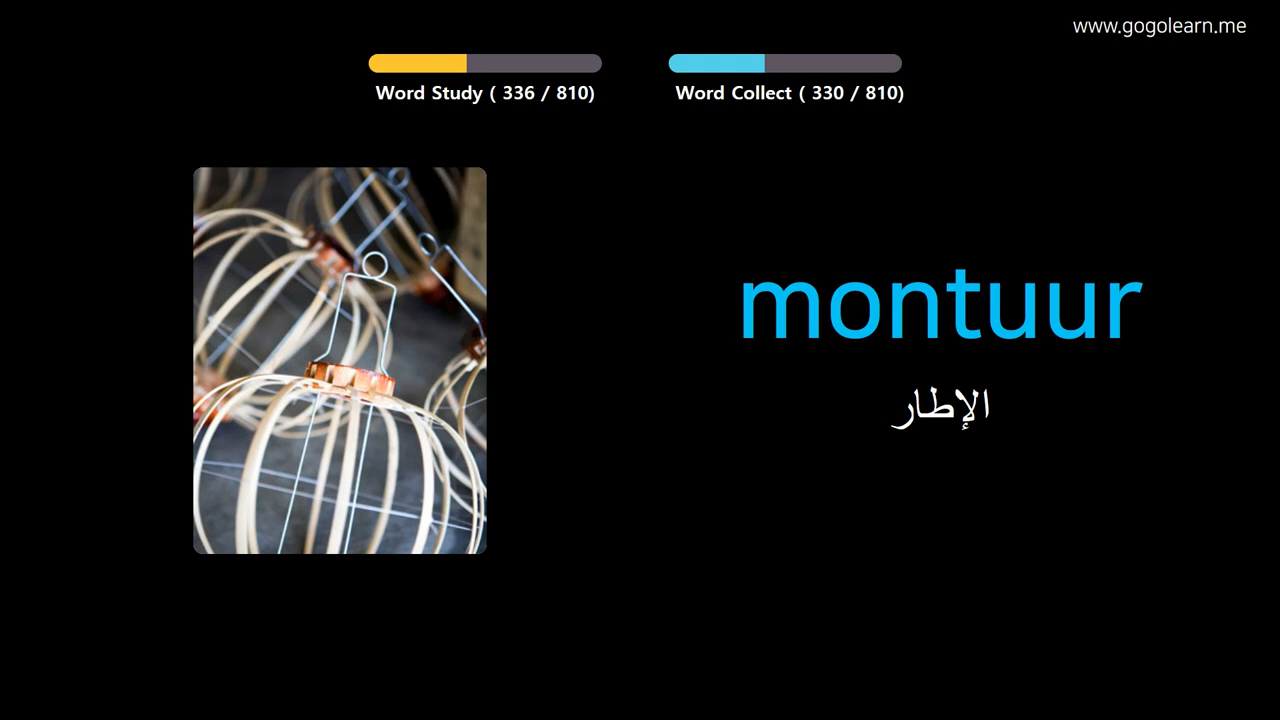 www.gogolearn.me
Word Study ( 336 / 810)
Word Collect ( 330 / 810)
montuur
الإطار